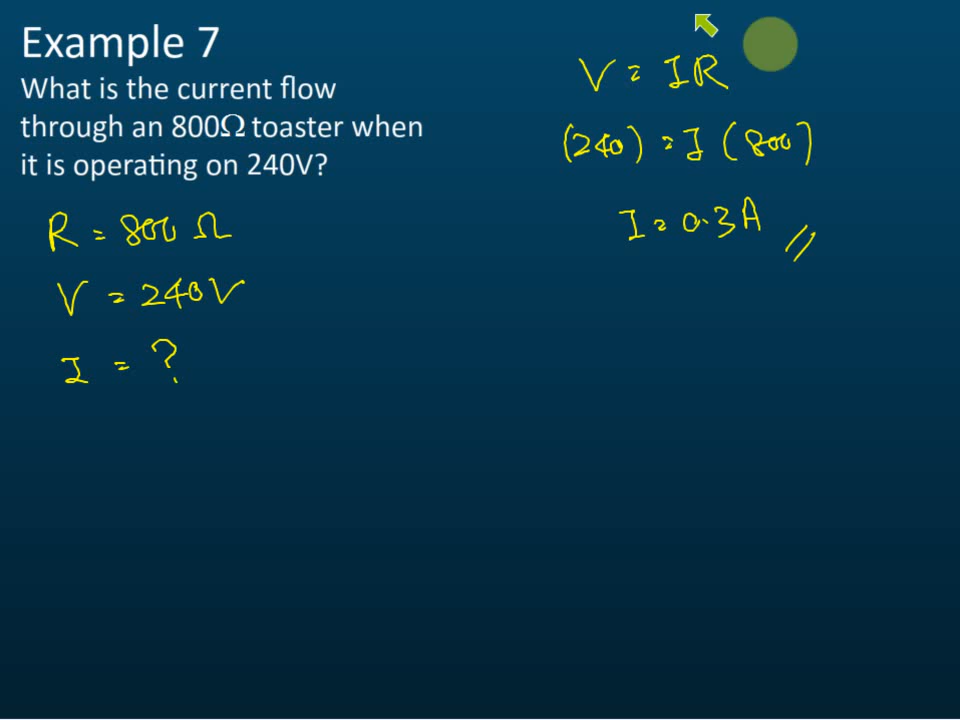 Example 7
What is the current flow
through an 800Ω toaster when
it is operating on 240V?
R = 800 Ω
V = 240V
I = ?
V = IR
(240) = I (800)
I = 0.3A //